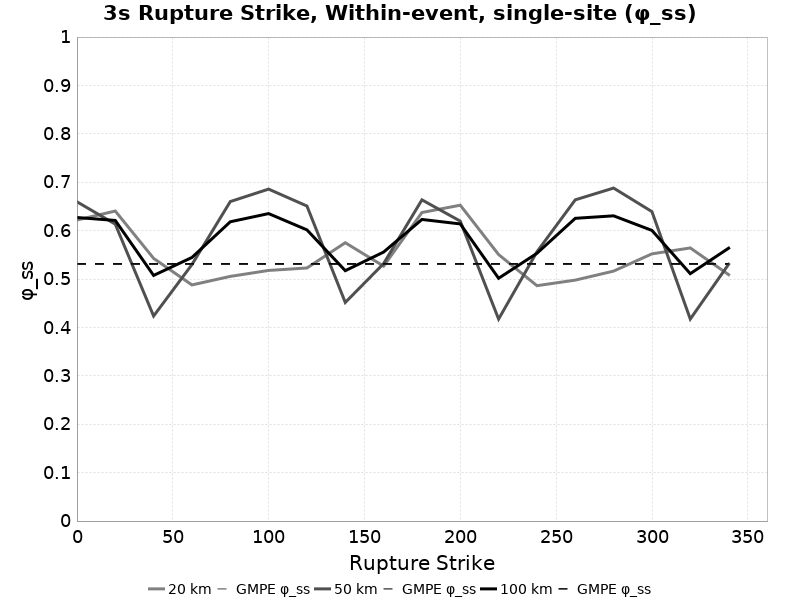 3s Rupture Strike, Within-event, single-site (φ_ss)
1
0.9
0.8
0.7
0.6
0.5
0.4
0.3
0.2
0.1
0
φ_ss
0 50 100 150 200 250 300 350
Rupture Strike
20 km GMPE φ_ss 50 km GMPE φ_ss 100 km GMPE φ_ss